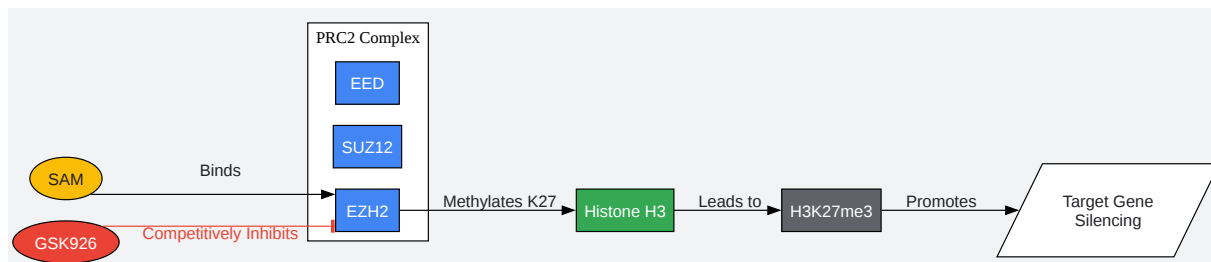 PRC2 Complex
EED
SUZ12
SAM
Binds
EZH2
Methylates K27
Histone H3
Leads to
H3K27me3
Promotes
Target Gene
Silencing
GSK926
Competitively Inhibits